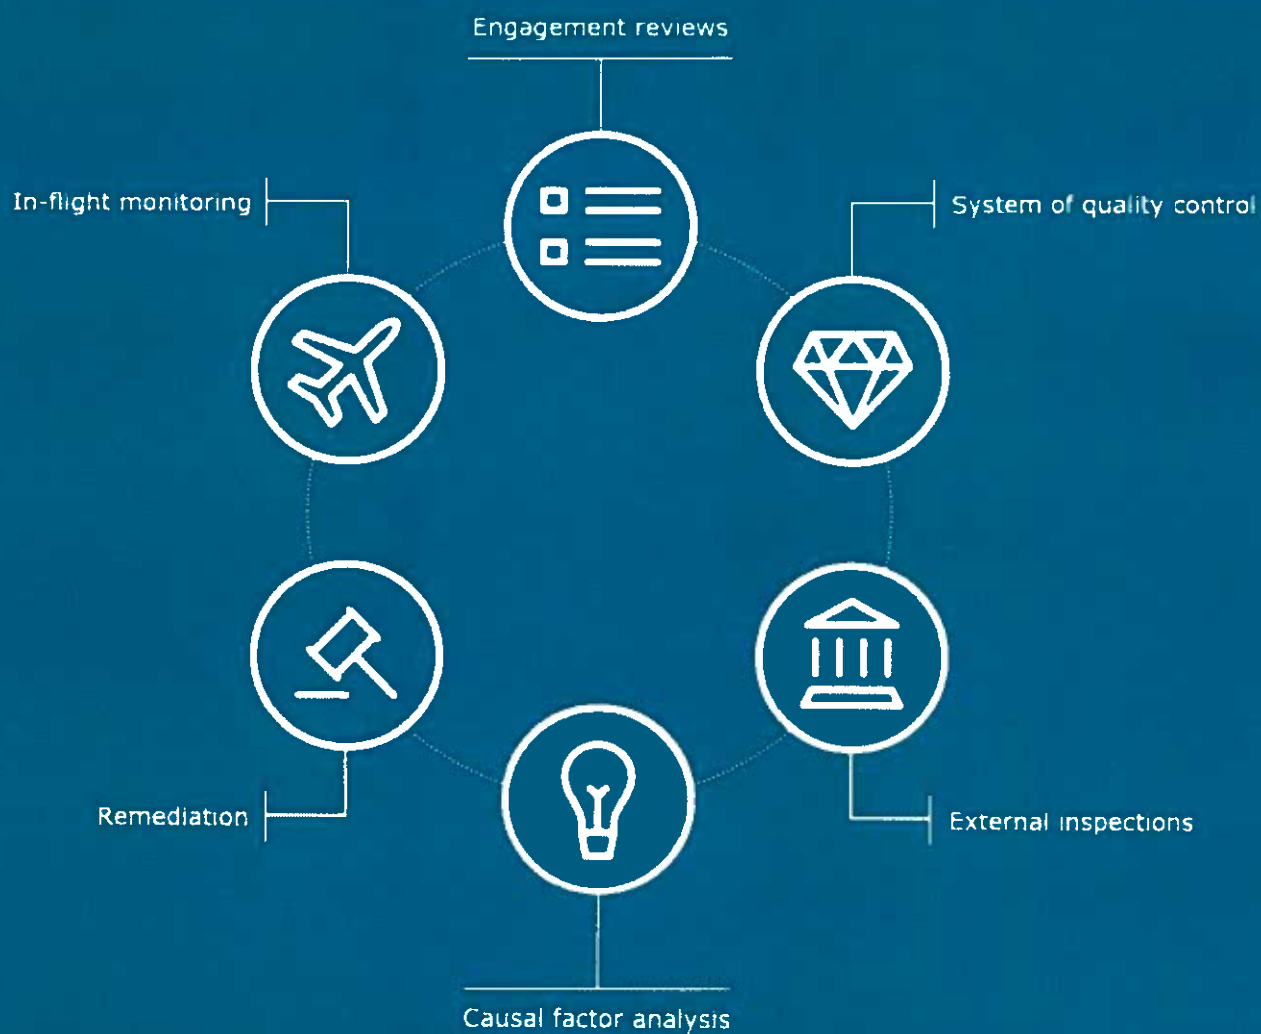 Engagement reviews
In-flight monitoring
System of quality control
Remediation
External inspections
Causal factor analysis